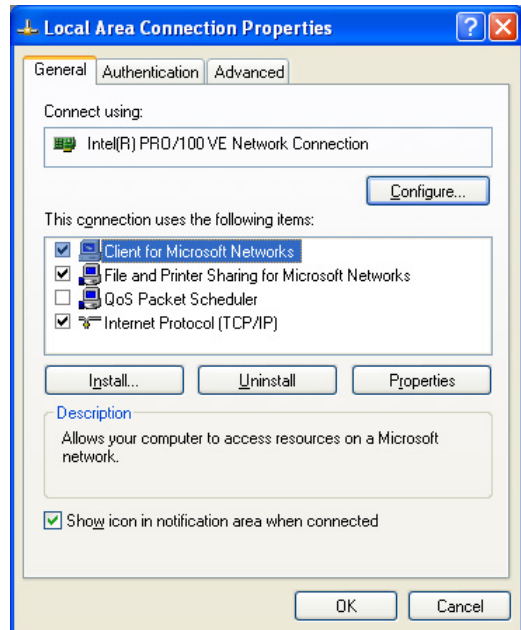 Local Area Connection Properties
General Authentication Advanced
Connect using:
Intel(R) PRO/100 VE Network Connection
Configure...
This connection uses the following items:
Client for Microsoft Networks
File and Printer Sharing for Microsoft Networks
QoS Packet Scheduler
Internet Protocol (TCP/IP)
Install... Uninstall Properties
Description
Allows your computer to access resources on a Microsoft
network.
Show icon in notification area when connected
OK Cancel